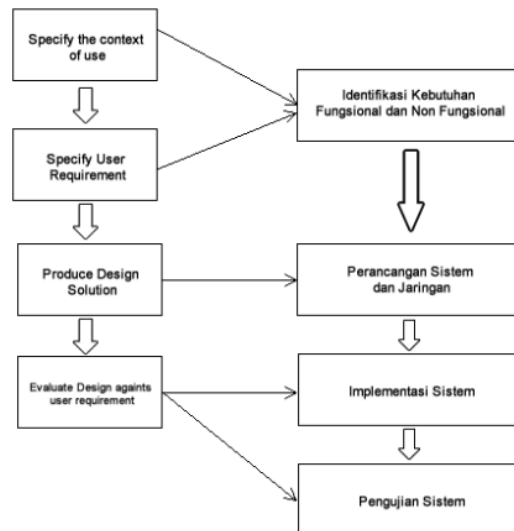 Specify the context
of use
Identifikasi Kebutuhan
Fungsional dan Non Fungsional
Specify User
Requirement
Produce Design
Solution
Perancangan Sistem
dan Jaringan
Evaluate Design againts
user requirement
Implementasi Sistem
Pengujian Sistem